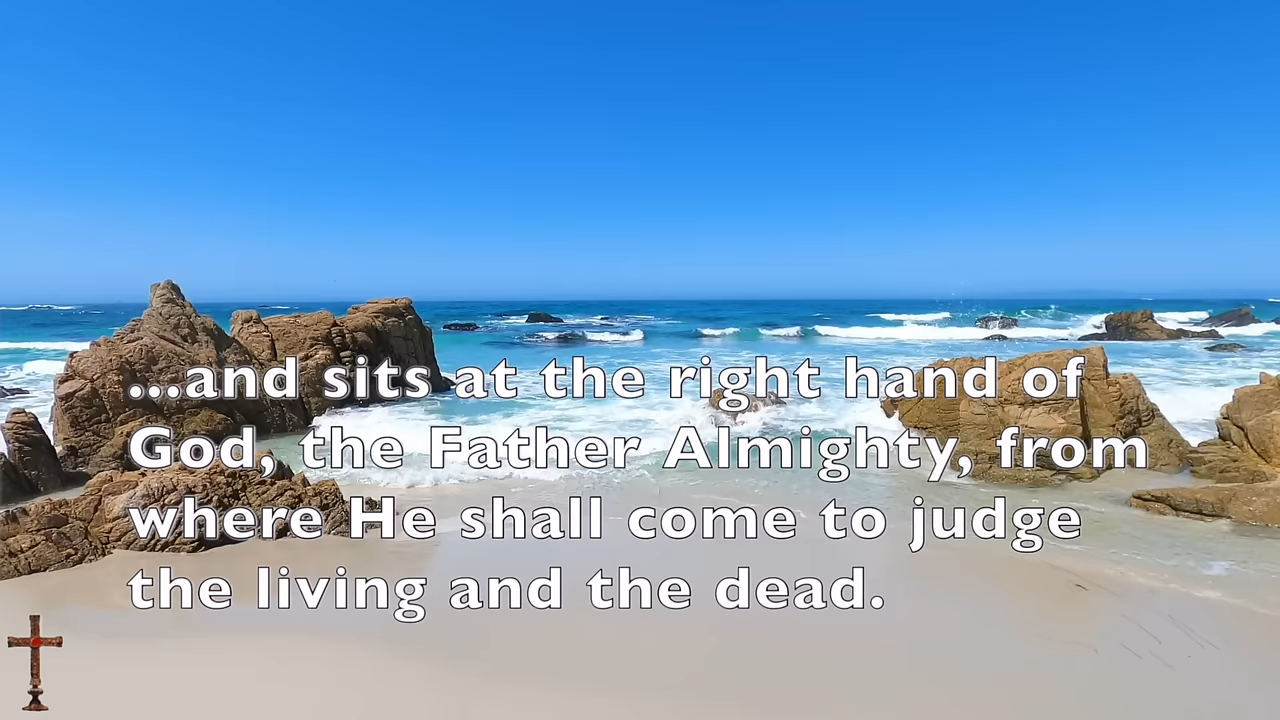 ...and sits at the right hand of
God, the Father Almighty, from
where He shall come to judge
the living and the dead.